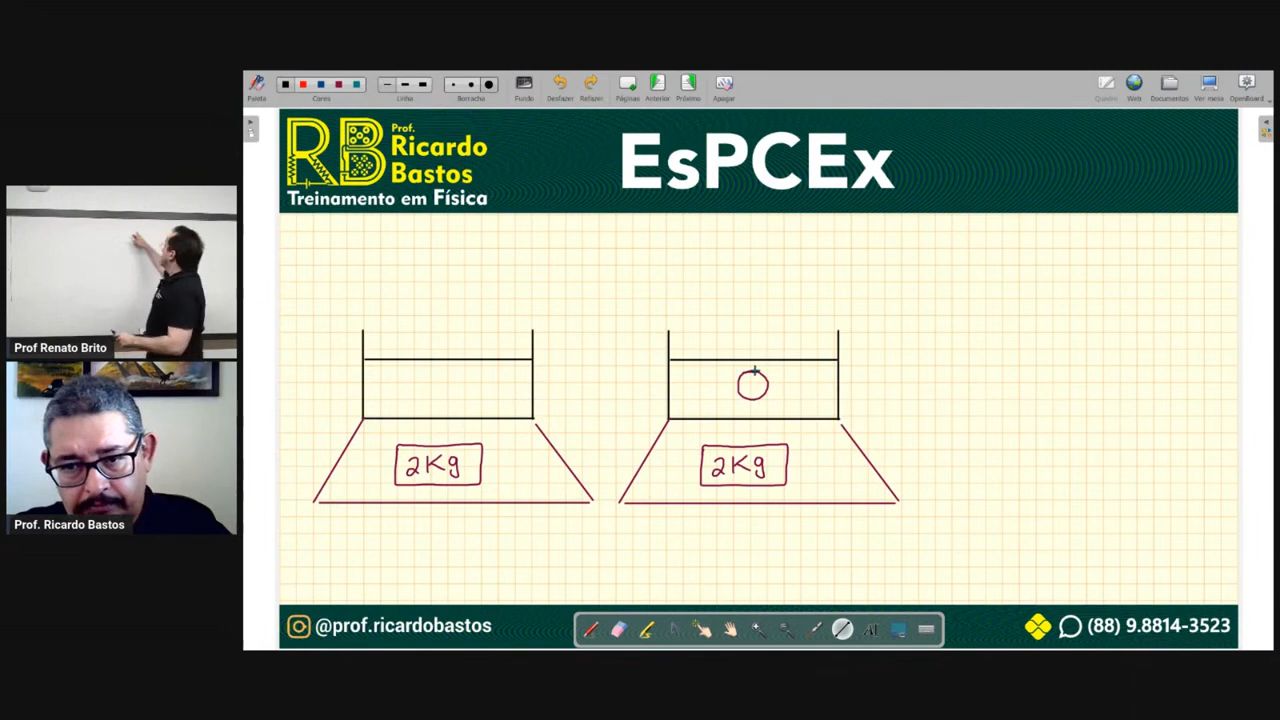 Paleta
Cores
Linha
Borracha
Fundo
Desfazer
Refazer
Páginas
Anterior
Próximo
Apagar
Quadro
Web
Documentos
Ver mesa
OpenBoard
RB
Prof.
Ricardo
Bastos
Treinamento em Física
EsPCEx
Prof Renato Brito
Prof. Ricardo Bastos
2Kg
2Kg
@prof.ricardobastos
AI
(88) 9.8814-3523